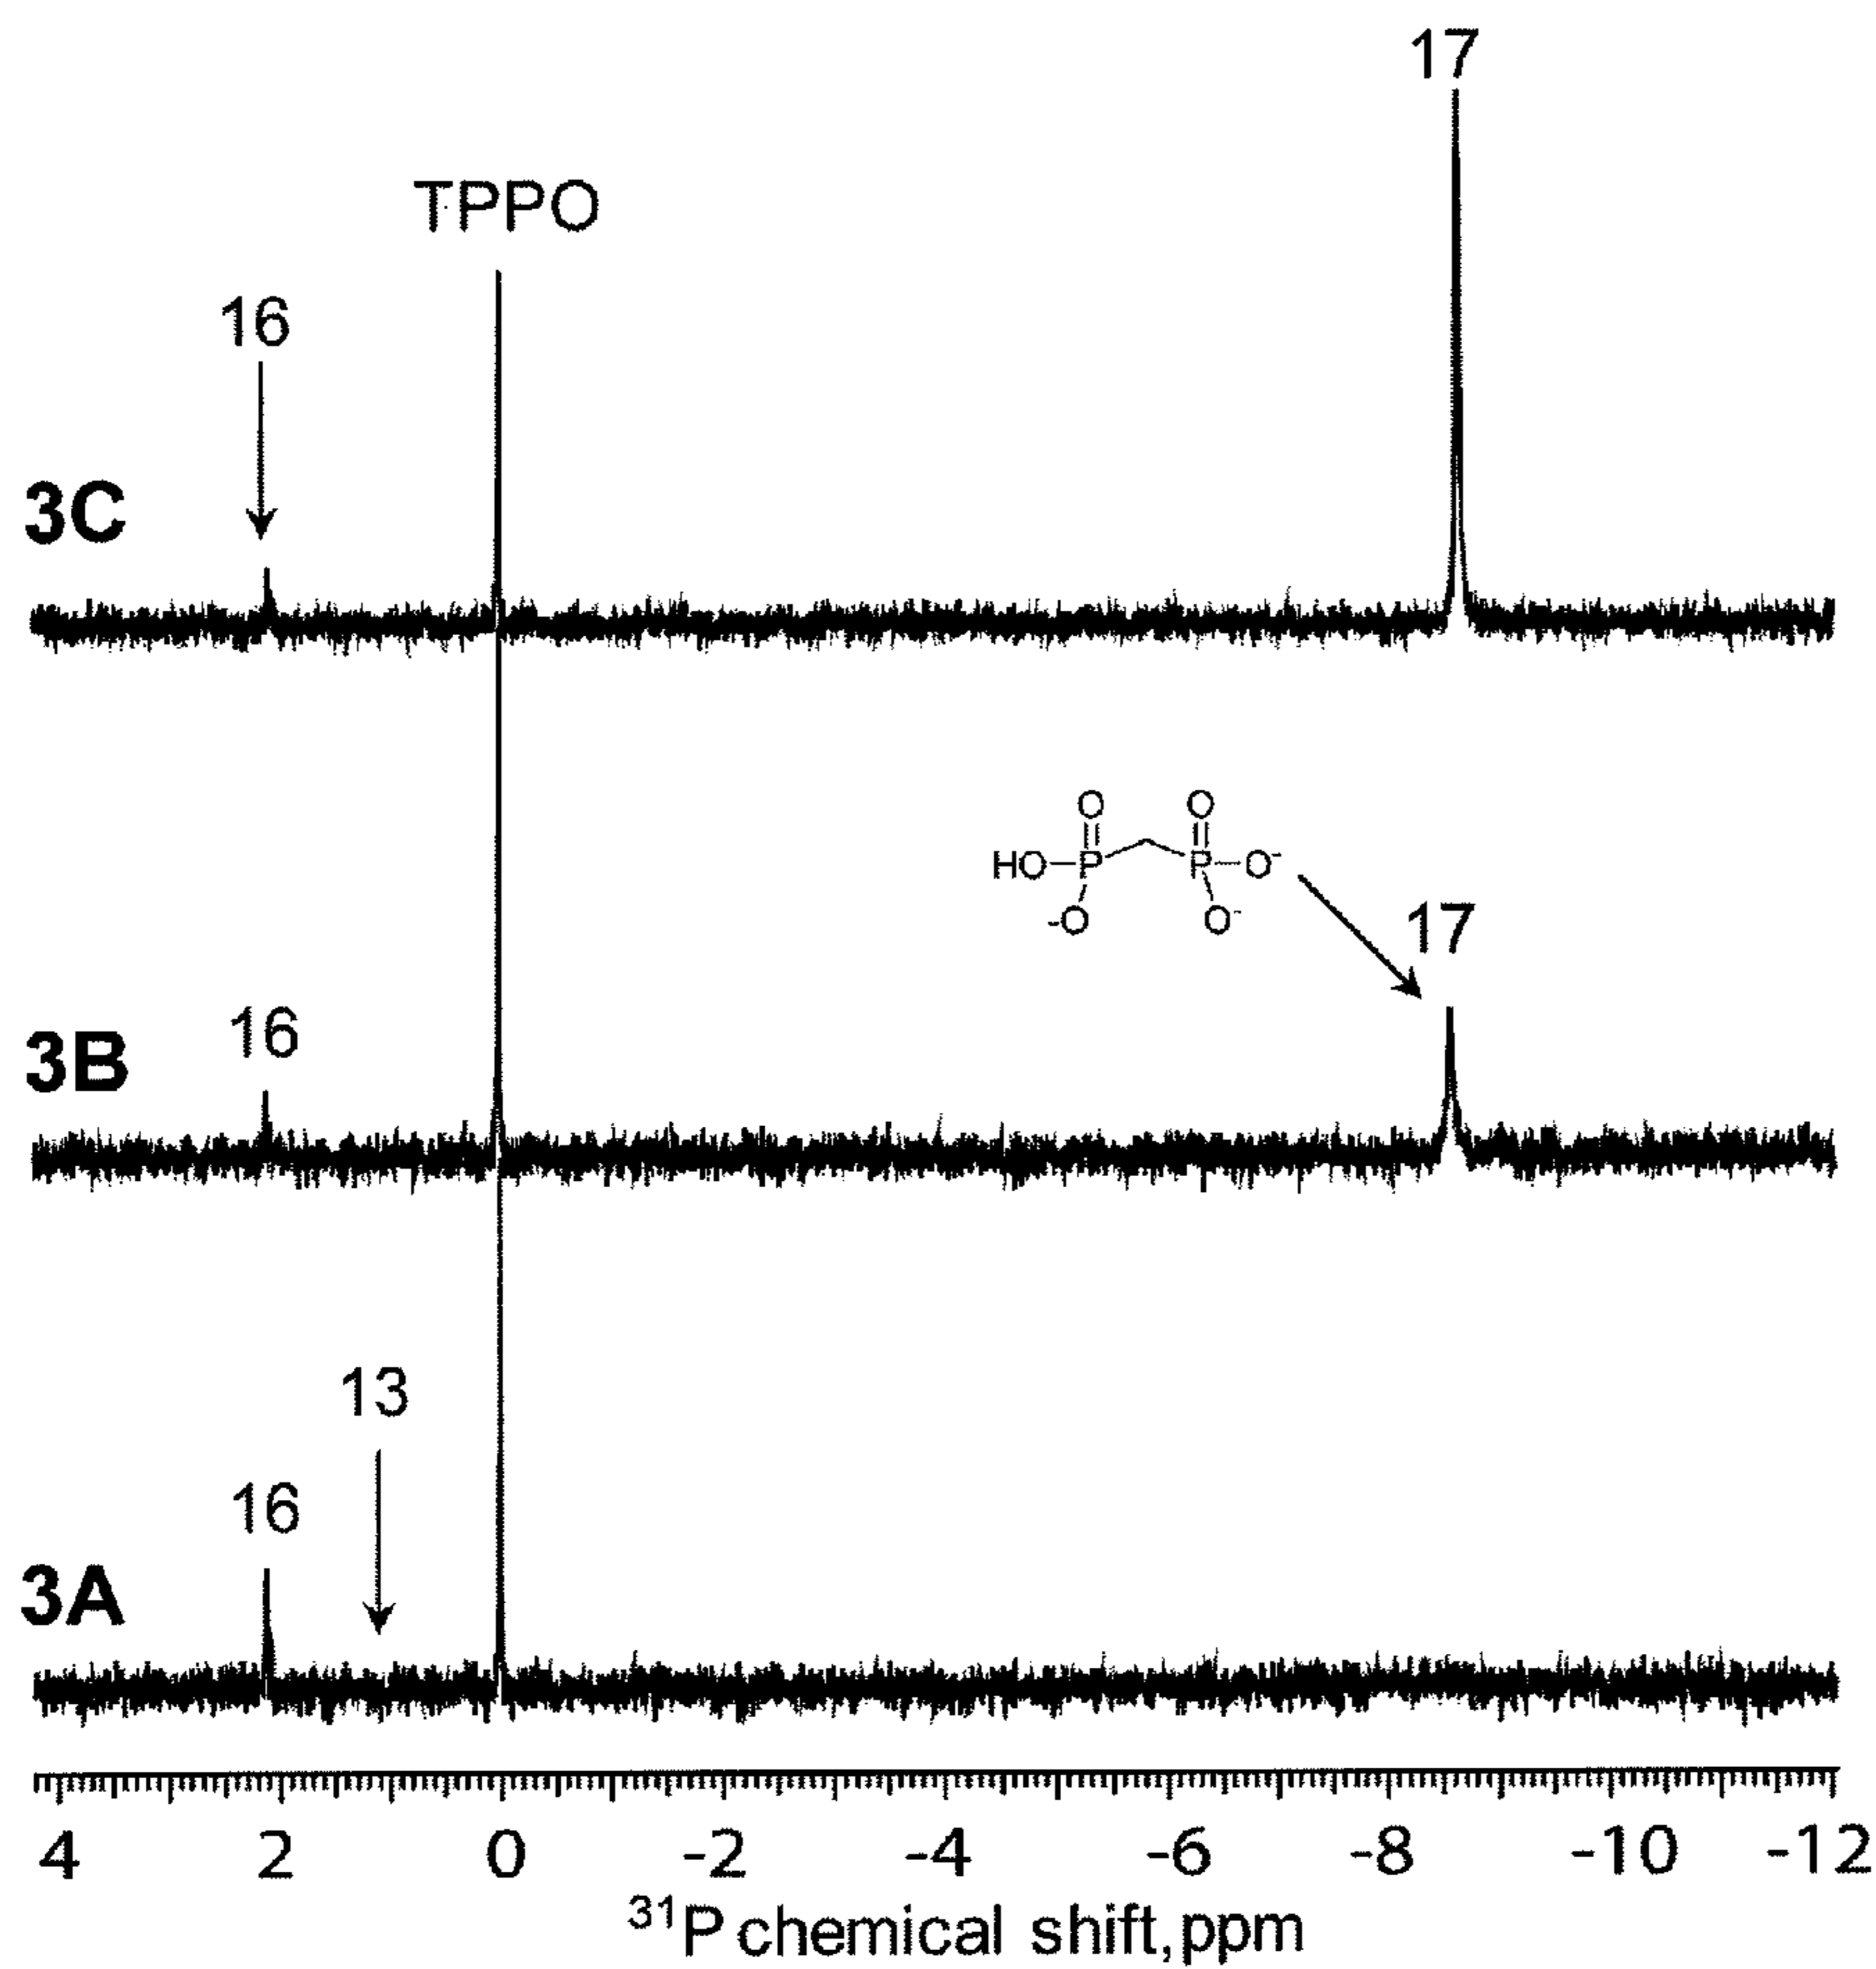 17
TPPO
16
3C
O O
HO P P O-
-O O-
17
16
3B
13
16
3A
4 2 0 -2 -4 -6 -8 -10 -12
31P chemical shift, ppm